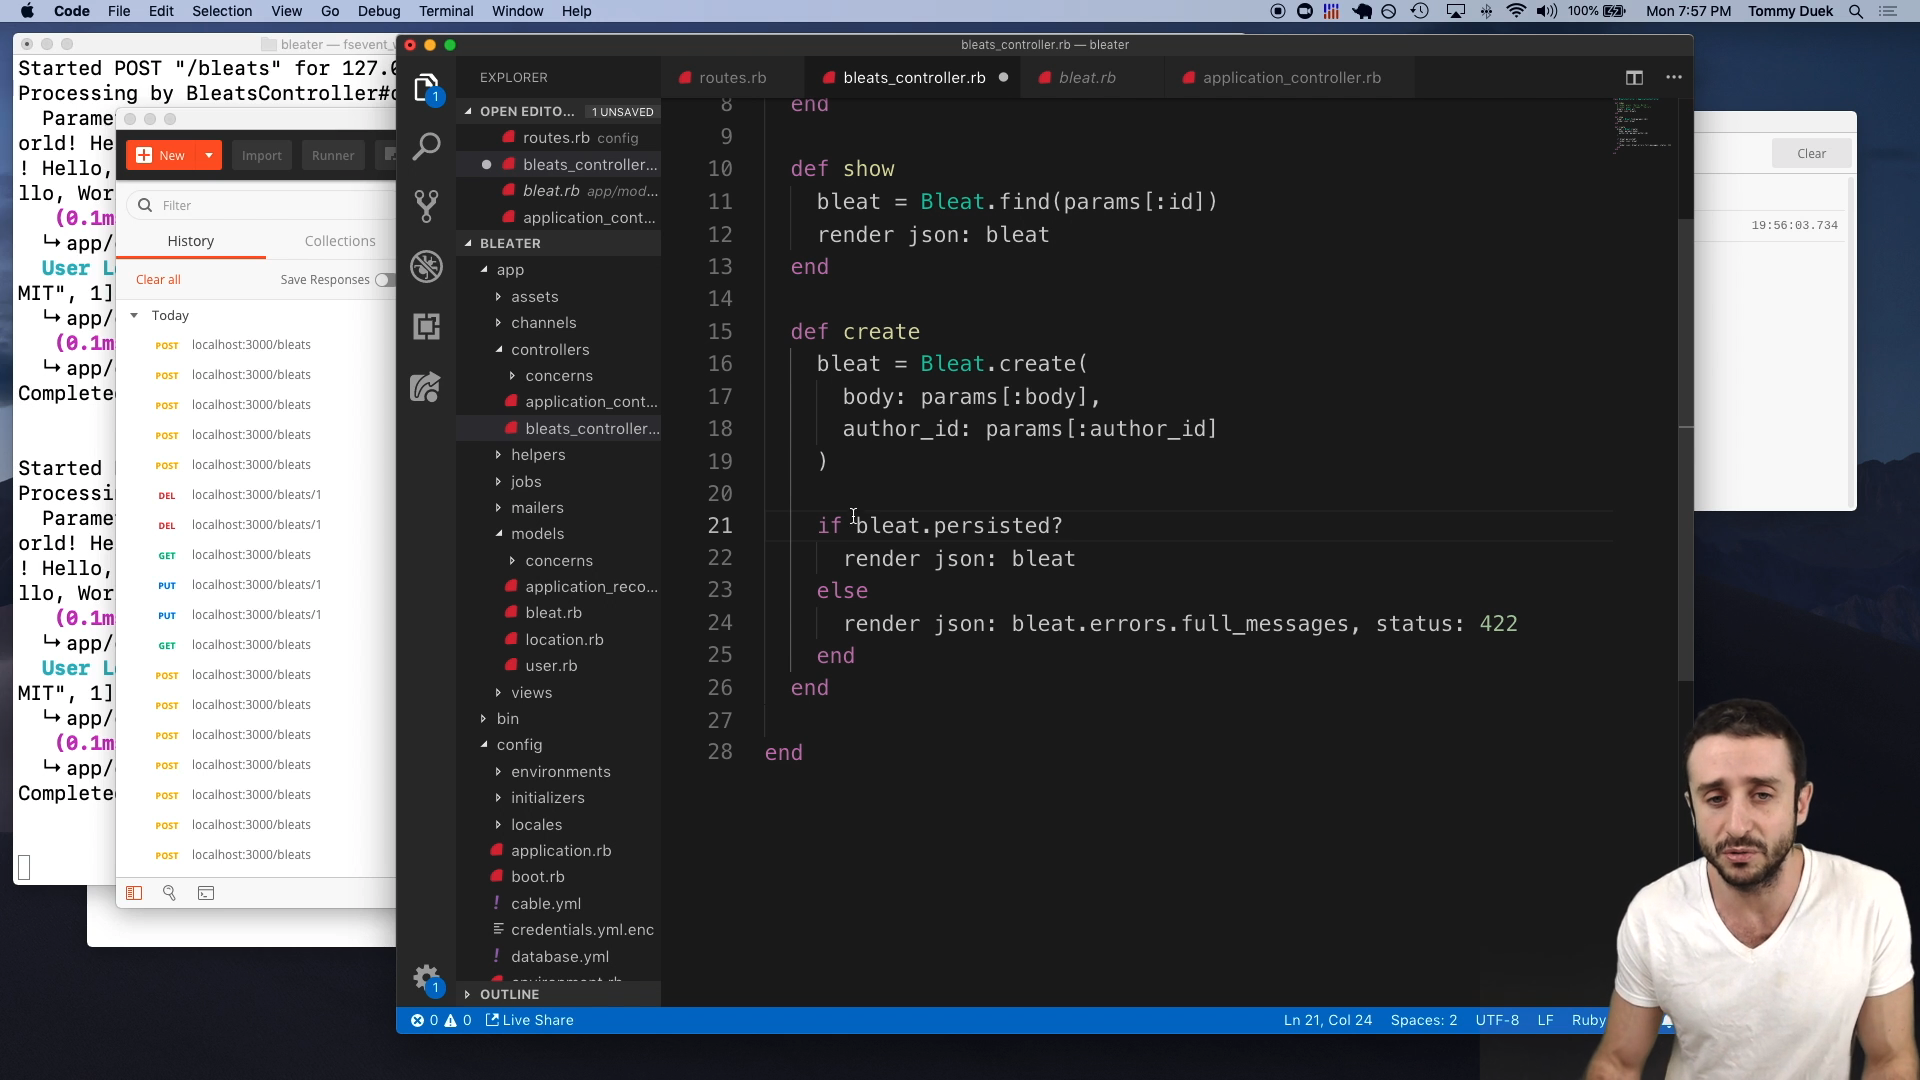 Code File Edit Selection View Go Debug Terminal Window Help
100% Mon 7:57 PM Tommy Duek
bleater — fsevent_w
Started POST "/bleats" for 127.0
Processing by BleatsController#c
Parame
orld! He
! Hello,
llo, Wor
(0.1m
↳ app/
User L
MIT", 1]
↳ app/
(0.1m
↳ app/
Complete
Started
Processi
Parame
orld! He
! Hello,
llo, Wor
(0.1m
↳ app/
User L
MIT", 1]
↳ app/
(0.1m
↳ app/
Complete
New Import Runner
Filter
History Collections
Clear all Save Responses
Today
POST localhost:3000/bleats
POST localhost:3000/bleats
POST localhost:3000/bleats
POST localhost:3000/bleats
POST localhost:3000/bleats
DEL localhost:3000/bleats/1
DEL localhost:3000/bleats/1
GET localhost:3000/bleats
PUT localhost:3000/bleats/1
PUT localhost:3000/bleats/1
GET localhost:3000/bleats
POST localhost:3000/bleats
POST localhost:3000/bleats
POST localhost:3000/bleats
POST localhost:3000/bleats
POST localhost:3000/bleats
POST localhost:3000/bleats
POST localhost:3000/bleats
bleats_controller.rb — bleater
1
1
EXPLORER
OPEN EDITO... 1 UNSAVED
routes.rb config
bleats_controller...
bleat.rb app/mod...
application_cont...
BLEATER
app
assets
channels
controllers
concerns
application_cont...
bleats_controller...
helpers
jobs
mailers
models
concerns
application_reco...
bleat.rb
location.rb
user.rb
views
bin
config
environments
initializers
locales
application.rb
boot.rb
! cable.yml
credentials.yml.enc
! database.yml
environment.rb
OUTLINE
routes.rb bleats_controller.rb bleat.rb application_controller.rb
8 end
9
10 def show
11 bleat = Bleat.find(params[:id])
12 render json: bleat
13 end
14
15 def create
16 bleat = Bleat.create(
17 body: params[:body],
18 author_id: params[:author_id]
19 )
20
21 if bleat.persisted?
22 render json: bleat
23 else
24 render json: bleat.errors.full_messages, status: 422
25 end
26 end
27
28 end
0 0 Live Share Ln 21, Col 24 Spaces: 2 UTF-8 LF Ruby
Clear
19:56:03.734